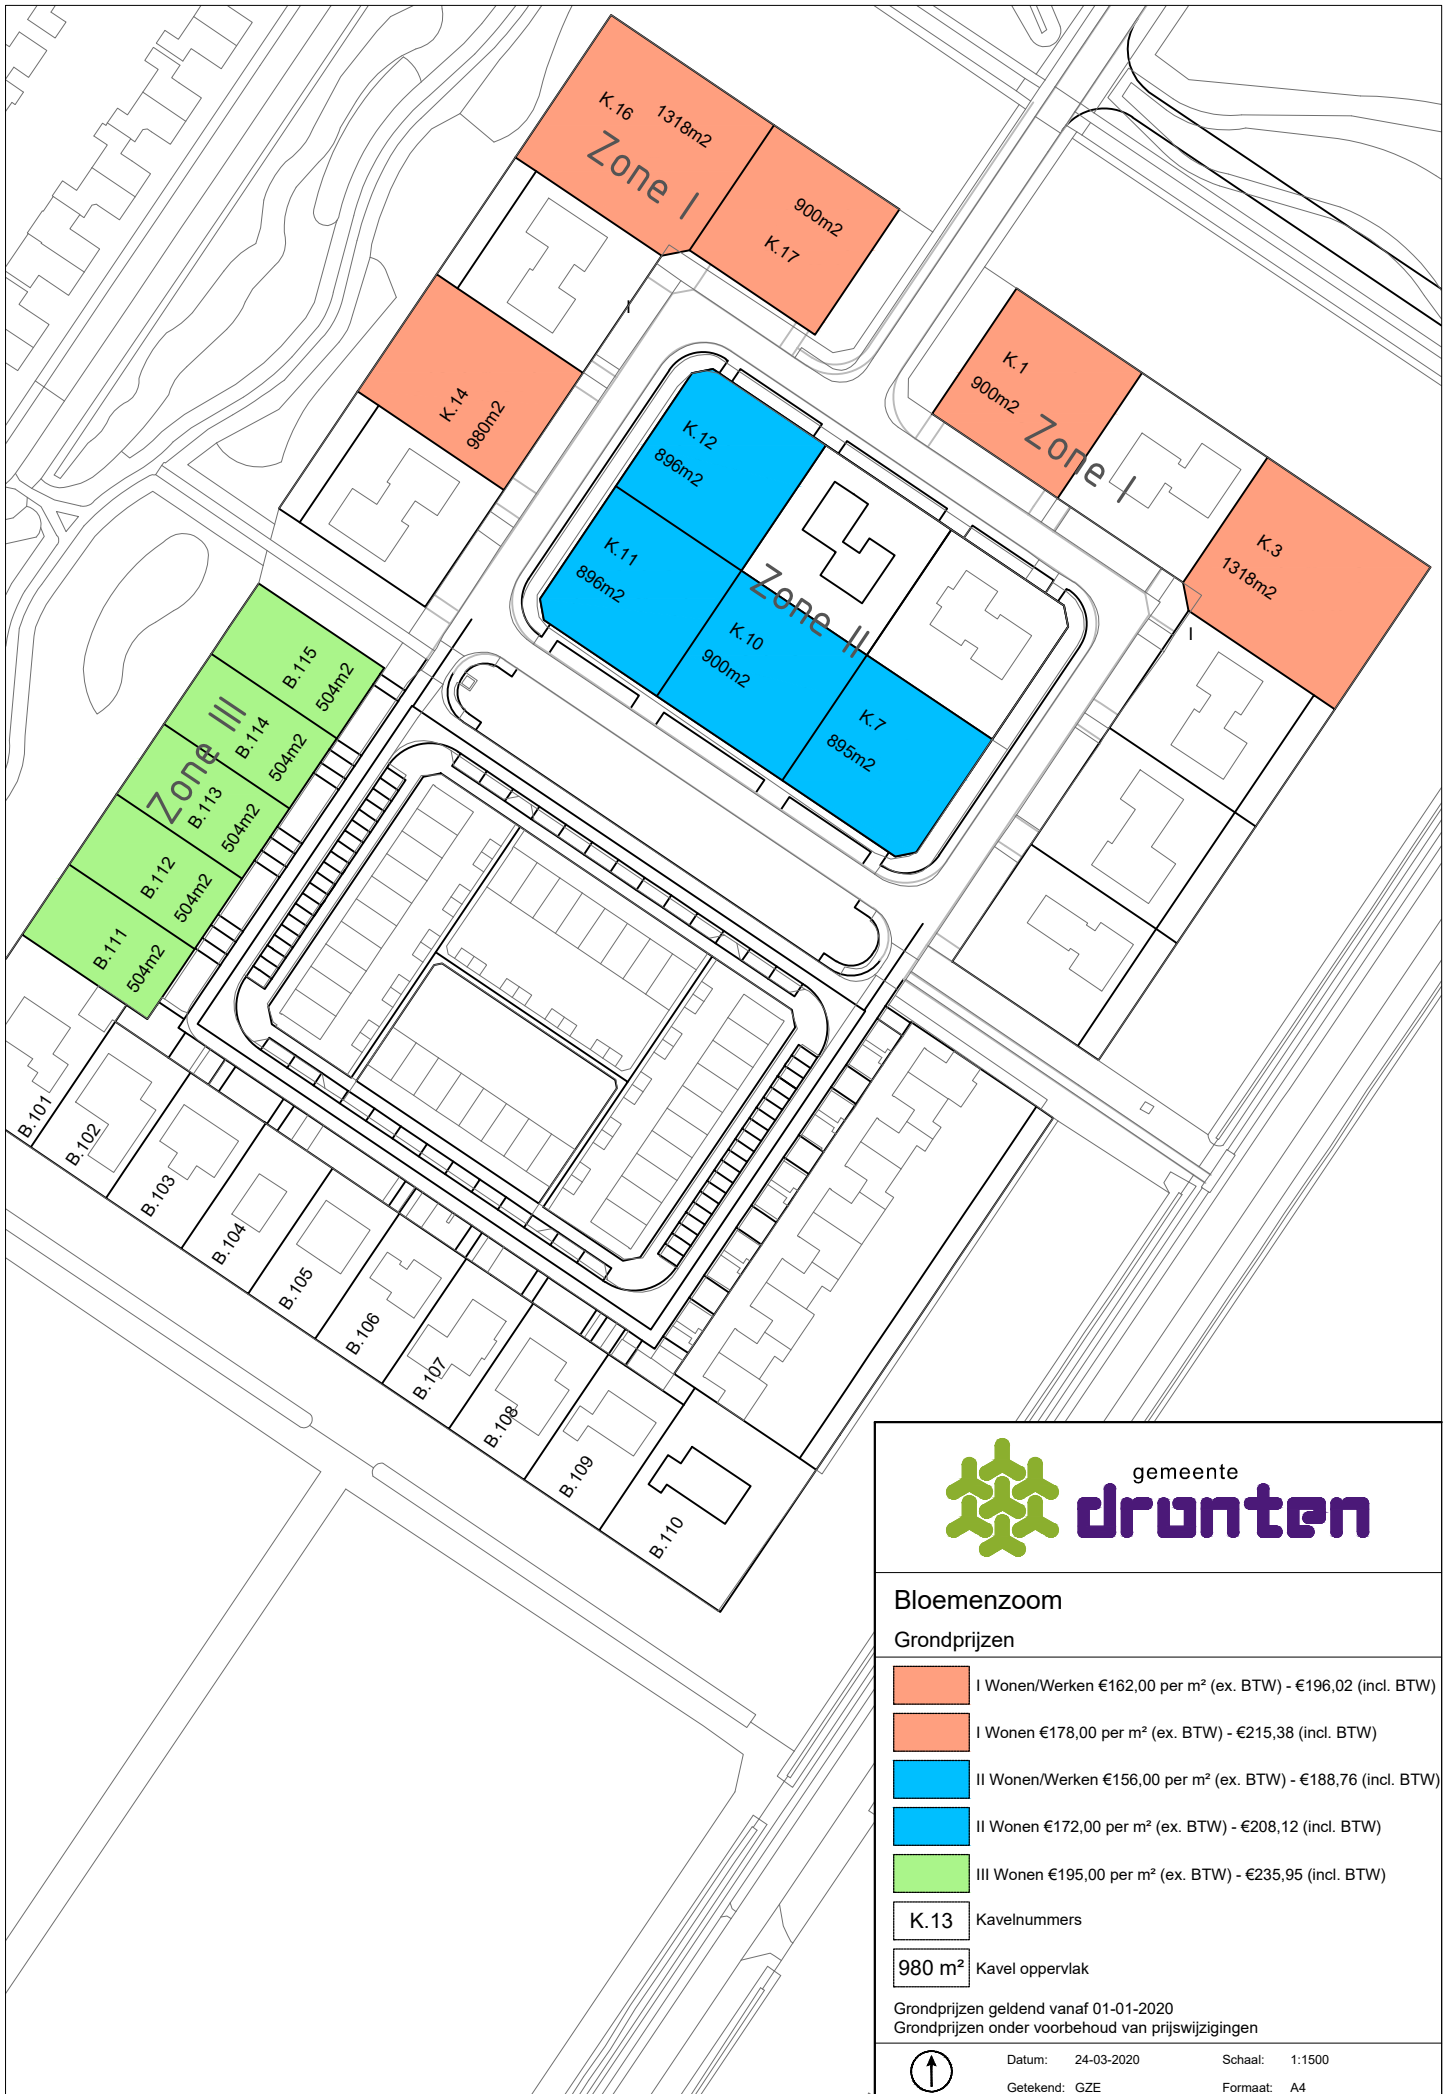 K.16 1318m2
Zone I
900m2
K.17
I
K.14
980m2
K.1
900m2
Zone I
K.3
1318m2
I
K.12
896m2
K.11
896m2
Zone II
K.10
900m2
K.7
895m2
B.115
504m2
Zone III
B.114
504m2
B.113
504m2
B.112
504m2
B.111
504m2
B.101
B.102
B.103
B.104
B.105
B.106
B.107
B.108
B.109
B.110
gemeente
dronten
Bloemenzoom
Grondprijzen
I Wonen/Werken €162,00 per m² (ex. BTW) - €196,02 (incl. BTW)
I Wonen €178,00 per m² (ex. BTW) - €215,38 (incl. BTW)
II Wonen/Werken €156,00 per m² (ex. BTW) - €188,76 (incl. BTW)
II Wonen €172,00 per m² (ex. BTW) - €208,12 (incl. BTW)
III Wonen €195,00 per m² (ex. BTW) - €235,95 (incl. BTW)
K.13 Kavelnummers
980 m² Kavel oppervlak
Grondprijzen geldend vanaf 01-01-2020
Grondprijzen onder voorbehoud van prijswijzigingen
Datum: 24-03-2020 Schaal: 1:1500
Getekend: GZE Formaat: A4